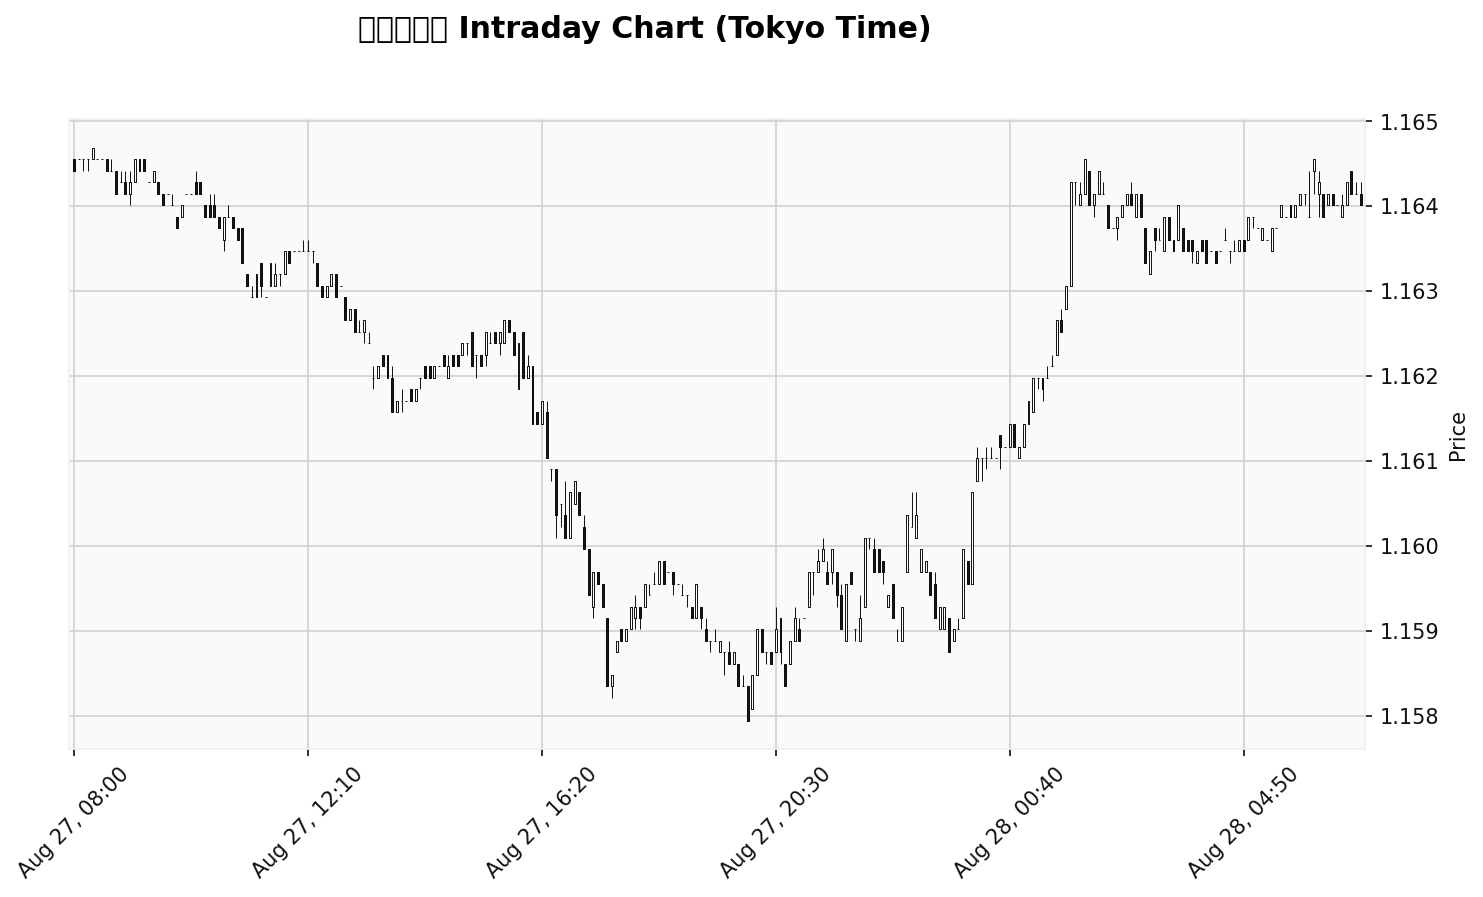 Intraday Chart (Tokyo Time)
1.165
1.164
1.163
1.162
1.161
1.160
1.159
1.158
Price
Aug 27, 08:00
Aug 27, 12:10
Aug 27, 16:20
Aug 27, 20:30
Aug 28, 00:40
Aug 28, 04:50